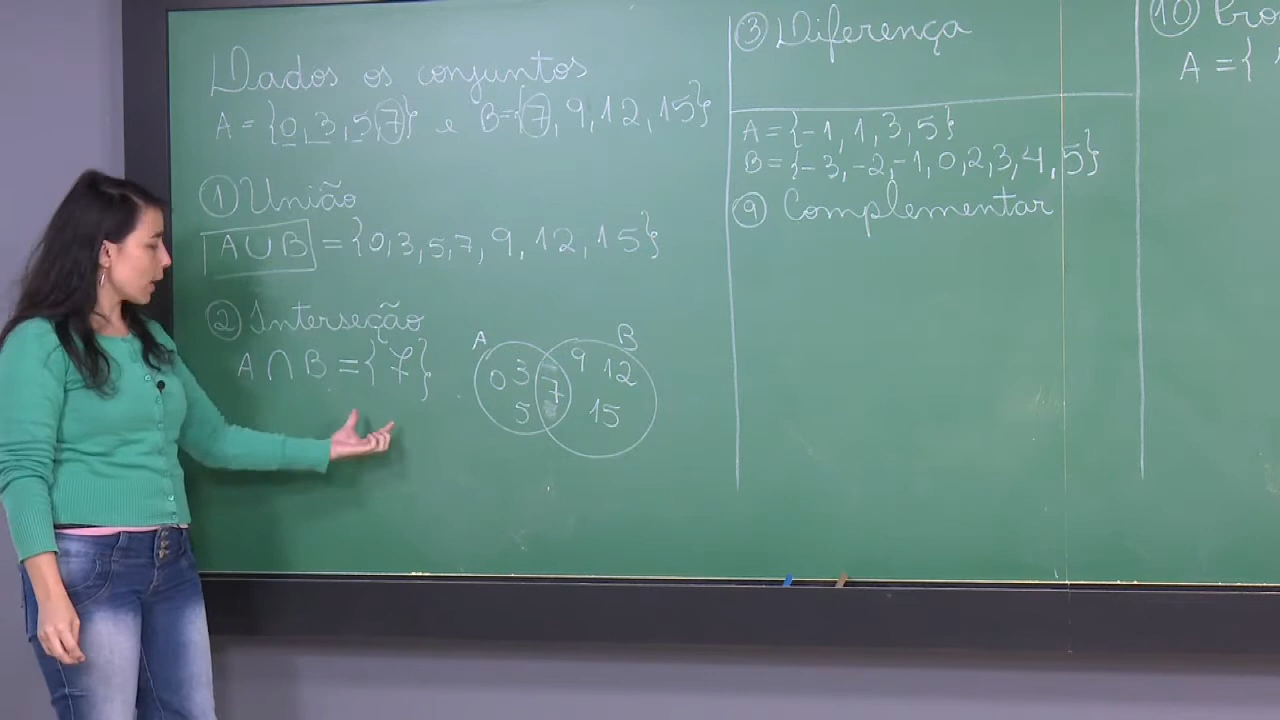 Dados os conjuntos
A = {0, 3, 5, 7} e B = {7, 9, 12, 15}
① União
A ∪ B = {0, 3, 5, 7, 9, 12, 15}
② Interseção
A ∩ B = {7}
A B
0 3 7 9 12
5 15
③ Diferença
A = {-1, 1, 3, 5}
B = {-3, -2, -1, 0, 2, 3, 4, 5}
⑨ Complementar
⑩
A = {